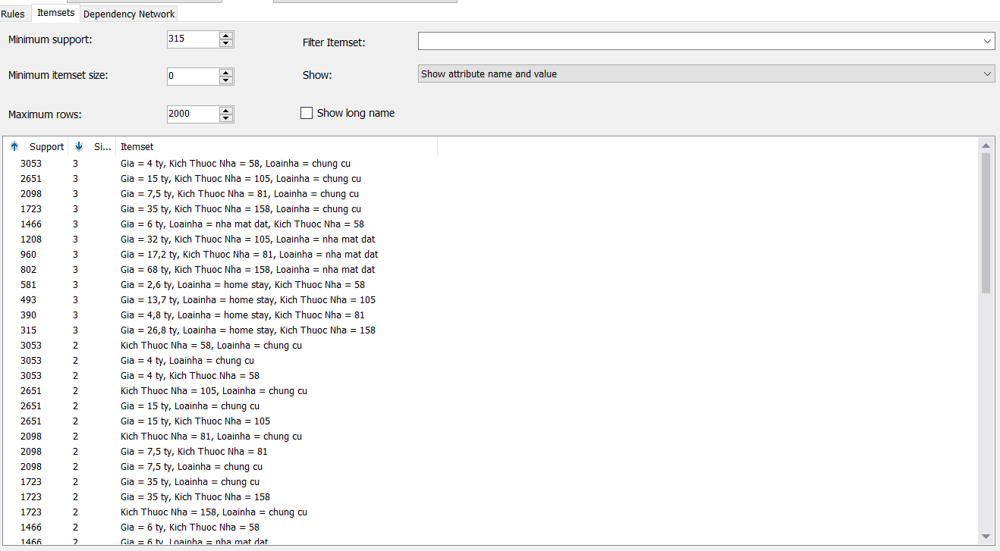 Rules Itemsets Dependency Network
Minimum support: 315 Filter Itemset:
Minimum itemset size: 0 Show: Show attribute name and value
Maximum rows: 2000 Show long name
Support Si... Itemset
3053 3 Gia = 4 ty, Kich Thuoc Nha = 58, Loainha = chung cu
2651 3 Gia = 15 ty, Kich Thuoc Nha = 105, Loainha = chung cu
2098 3 Gia = 7,5 ty, Kich Thuoc Nha = 81, Loainha = chung cu
1723 3 Gia = 35 ty, Kich Thuoc Nha = 158, Loainha = chung cu
1466 3 Gia = 6 ty, Loainha = nha mat dat, Kich Thuoc Nha = 58
1208 3 Gia = 32 ty, Kich Thuoc Nha = 105, Loainha = nha mat dat
960 3 Gia = 17,2 ty, Kich Thuoc Nha = 81, Loainha = nha mat dat
802 3 Gia = 68 ty, Kich Thuoc Nha = 158, Loainha = nha mat dat
581 3 Gia = 2,6 ty, Loainha = home stay, Kich Thuoc Nha = 58
493 3 Gia = 13,7 ty, Loainha = home stay, Kich Thuoc Nha = 105
390 3 Gia = 4,8 ty, Loainha = home stay, Kich Thuoc Nha = 81
315 3 Gia = 26,8 ty, Loainha = home stay, Kich Thuoc Nha = 158
3053 2 Kich Thuoc Nha = 58, Loainha = chung cu
3053 2 Gia = 4 ty, Loainha = chung cu
3053 2 Gia = 4 ty, Kich Thuoc Nha = 58
2651 2 Kich Thuoc Nha = 105, Loainha = chung cu
2651 2 Gia = 15 ty, Loainha = chung cu
2651 2 Gia = 15 ty, Kich Thuoc Nha = 105
2098 2 Kich Thuoc Nha = 81, Loainha = chung cu
2098 2 Gia = 7,5 ty, Kich Thuoc Nha = 81
2098 2 Gia = 7,5 ty, Loainha = chung cu
1723 2 Gia = 35 ty, Loainha = chung cu
1723 2 Gia = 35 ty, Kich Thuoc Nha = 158
1723 2 Kich Thuoc Nha = 158, Loainha = chung cu
1466 2 Gia = 6 ty, Kich Thuoc Nha = 58
1466 2 Gia = 6 ty, Loainha = nha mat dat